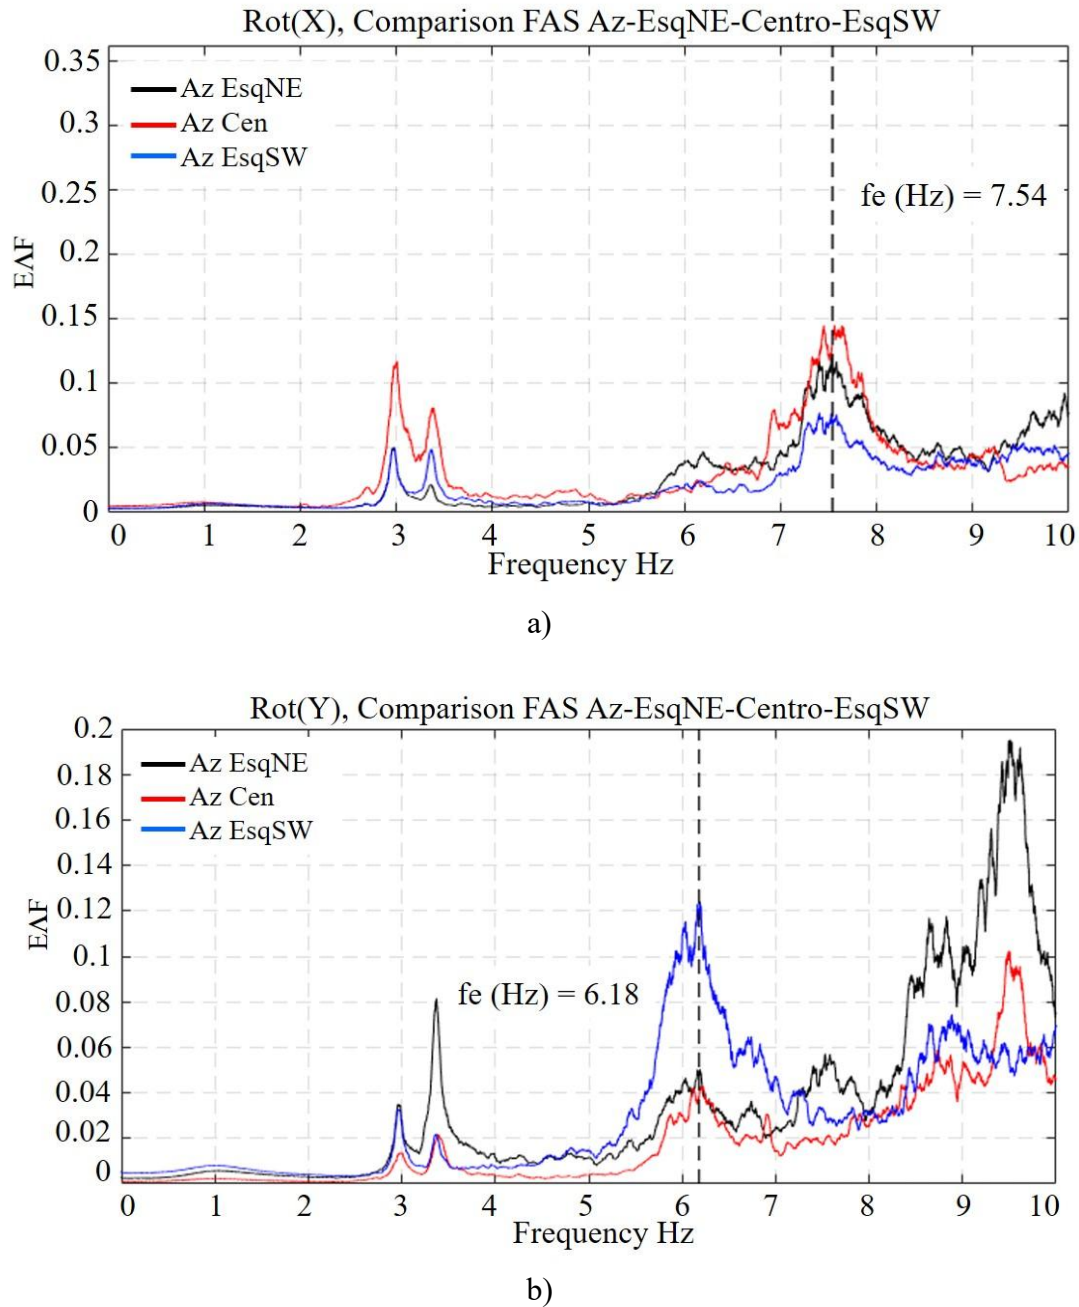 Rot(X), Comparison FAS Az-EsqNE-Centro-EsqSW
0.35
0.3
0.25
0.2
0.15
0.1
0.05
0
EΛF
Az EsqNE
Az Cen
Az EsqSW
fe (Hz) = 7.54
0 1 2 3 4 5 6 7 8 9 10
Frequency Hz
a)
Rot(Y), Comparison FAS Az-EsqNE-Centro-EsqSW
0.2
0.18
0.16
0.14
0.12
0.1
0.08
0.06
0.04
0.02
0
EΛF
Az EsqNE
Az Cen
Az EsqSW
fe (Hz) = 6.18
0 1 2 3 4 5 6 7 8 9 10
Frequency Hz
b)